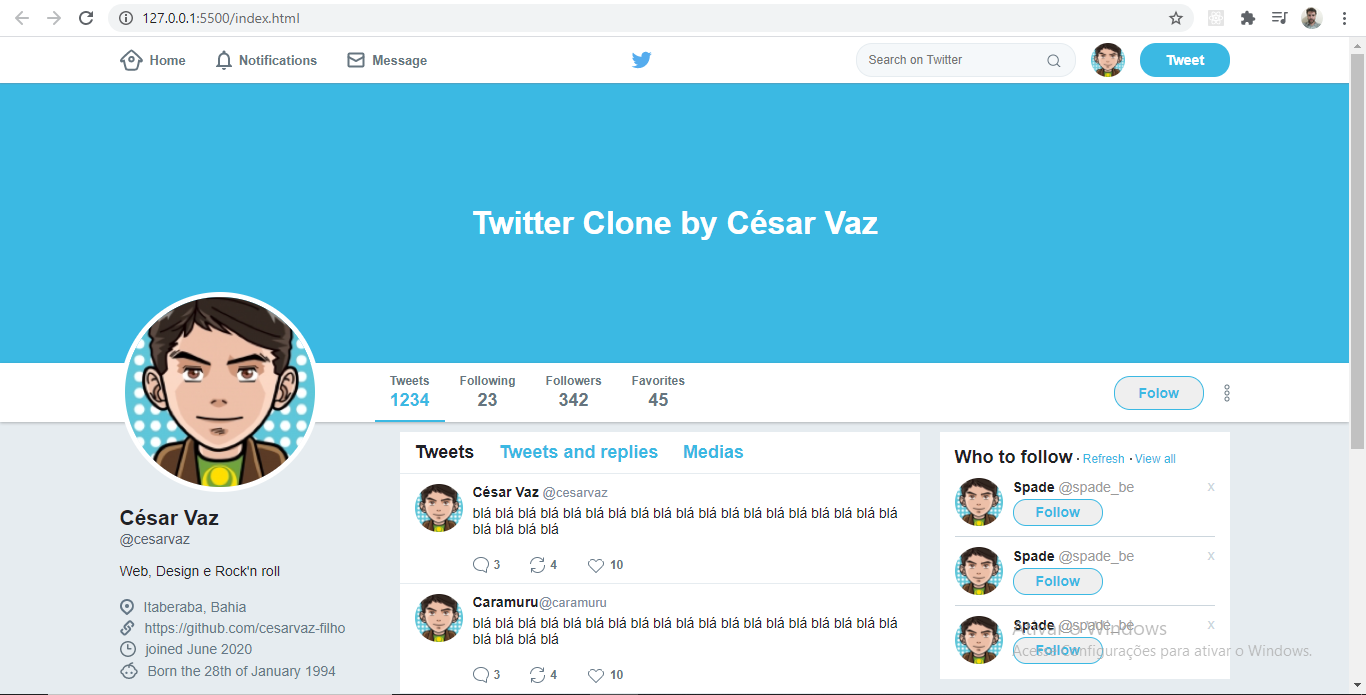 127.0.0.1:5500/index.html
Home Notifications Message Search on Twitter Tweet
Twitter Clone by César Vaz
Tweets Following Followers Favorites
1234 23 342 45
Folow
César Vaz
@cesarvaz
Web, Design e Rock'n roll
Itaberaba, Bahia
https://github.com/cesarvaz-filho
joined June 2020
Born the 28th of January 1994
Tweets Tweets and replies Medias
César Vaz @cesarvaz
blá blá blá blá blá blá blá blá blá blá blá blá blá blá blá blá blá blá blá
blá blá blá blá
3 4 10
Caramuru@caramuru
blá blá blá blá blá blá blá blá blá blá blá blá blá blá blá blá blá blá blá
blá blá blá blá
3 4 10
Who to follow · Refresh · View all
Spade @spade_be x
Follow
Spade @spade_be x
Follow
Spade @spade_be x
Follow
Ativar o Windows
Acesse Configurações para ativar o Windows.